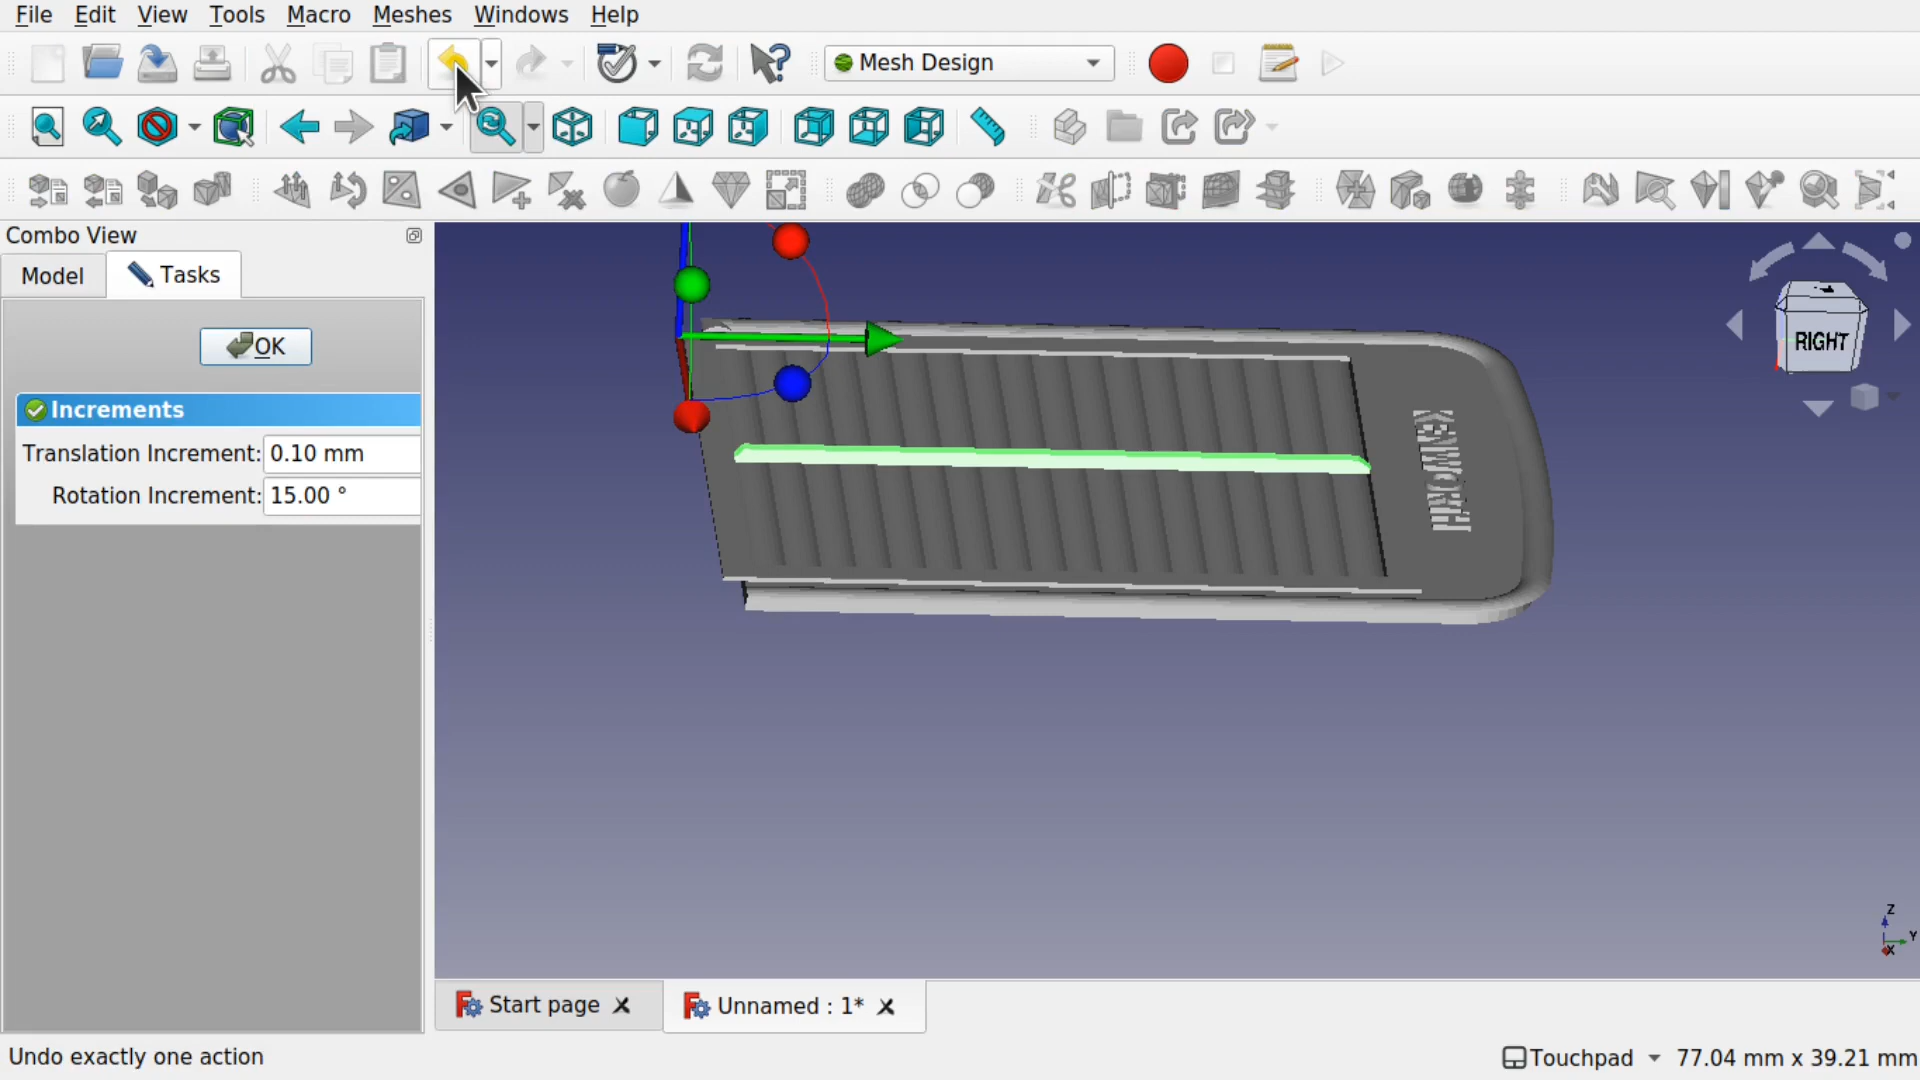 File Edit View Tools Macro Meshes Windows Help
Mesh Design
Combo View
Model Tasks
OK
Increments
Translation Increment: 0.10 mm
Rotation Increment: 15.00 °
RIGHT
KENWORTH
Z
Y
X
Start page Unnamed : 1*
Undo exactly one action
Touchpad 77.04 mm x 39.21 mm